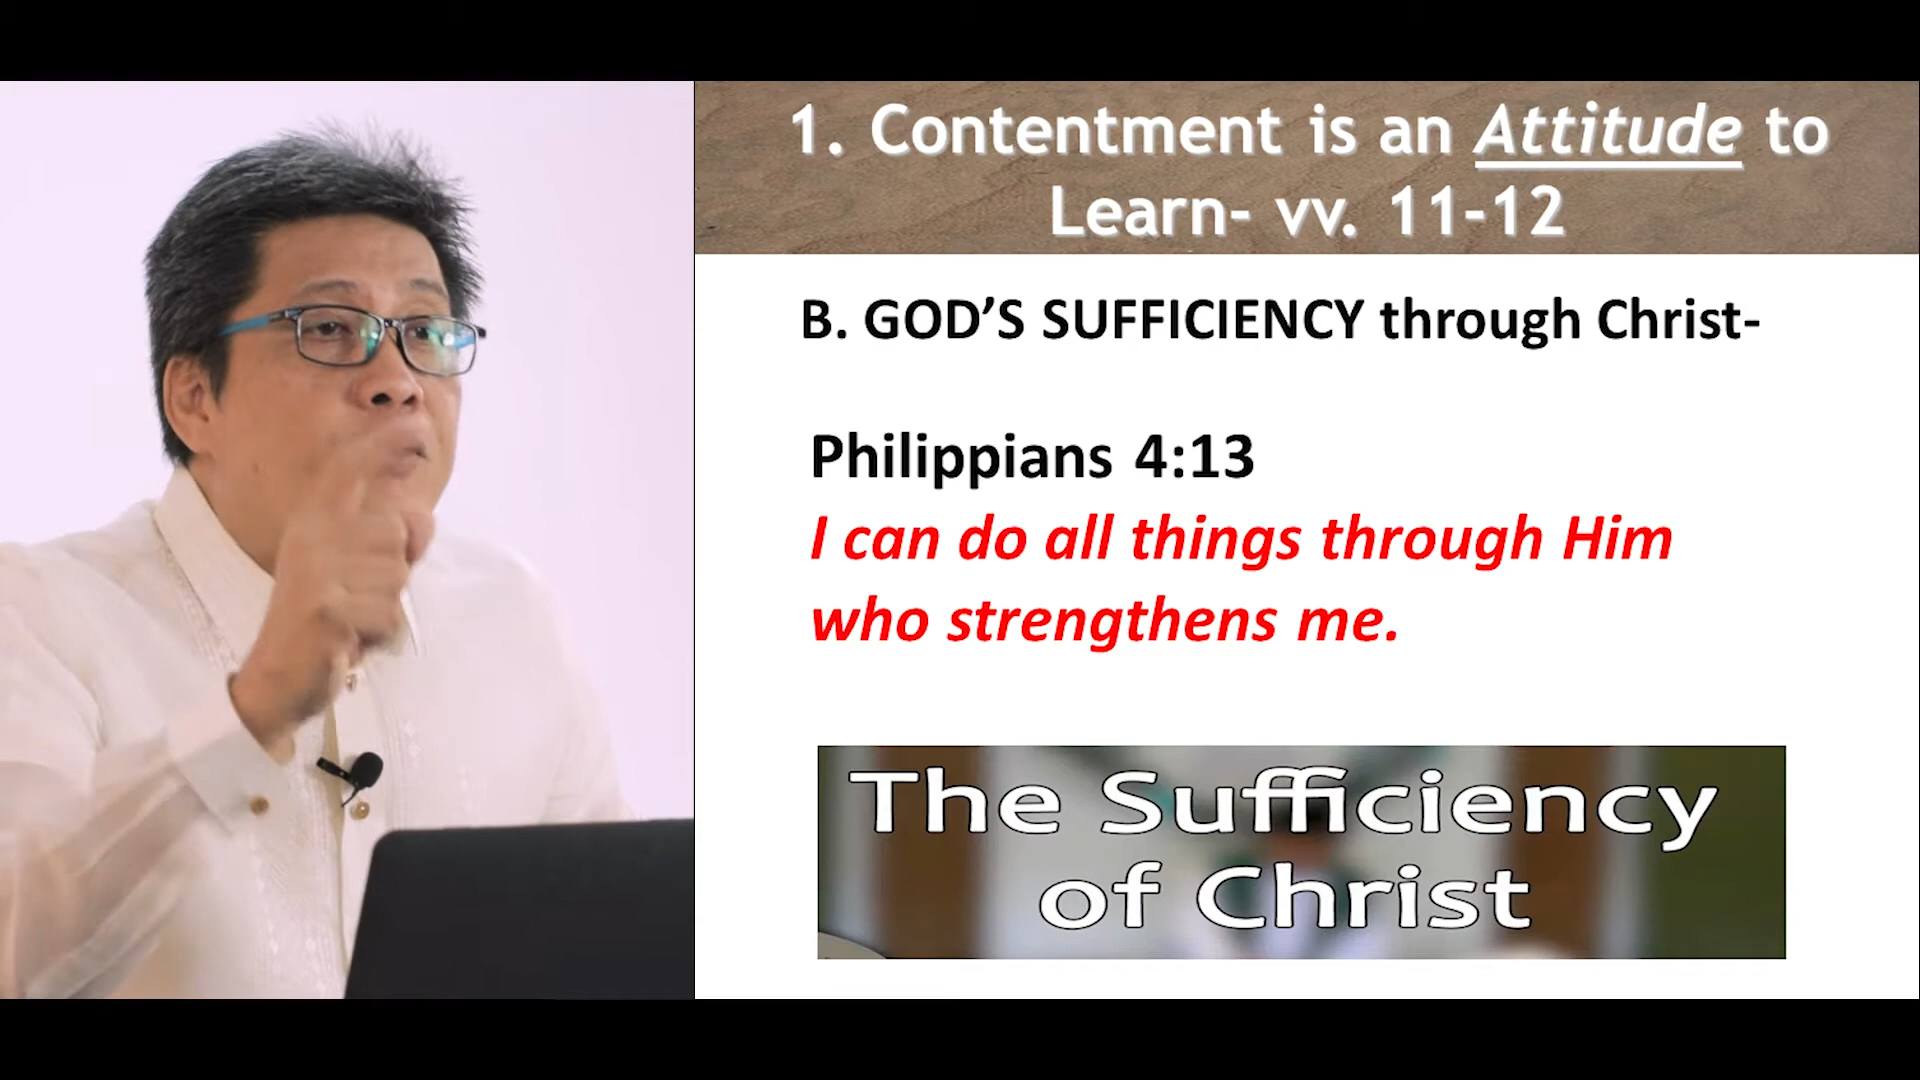 1. Contentment is an Attitude to
Learn- vv. 11-12
B. GOD’S SUFFICIENCY through Christ-
Philippians 4:13
I can do all things through Him
who strengthens me.
The Sufficiency
of Christ